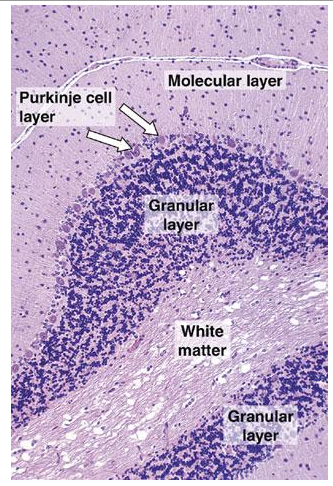 Molecular layer
Purkinje cell
layer
Granular
layer
White
matter
Granular
layer